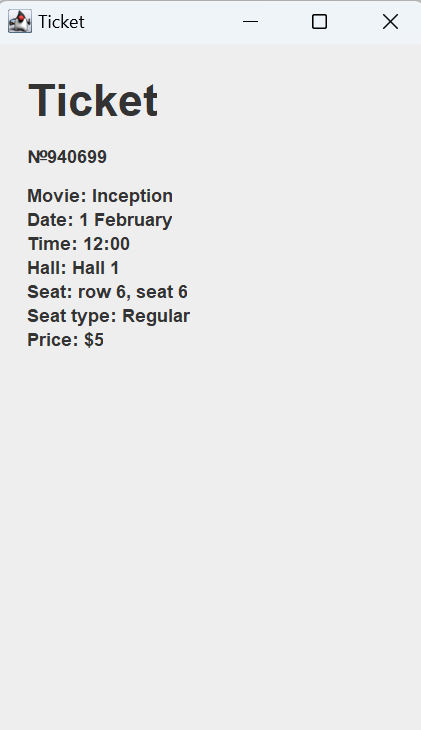 Ticket
Ticket
№940699
Movie: Inception
Date: 1 February
Time: 12:00
Hall: Hall 1
Seat: row 6, seat 6
Seat type: Regular
Price: $5